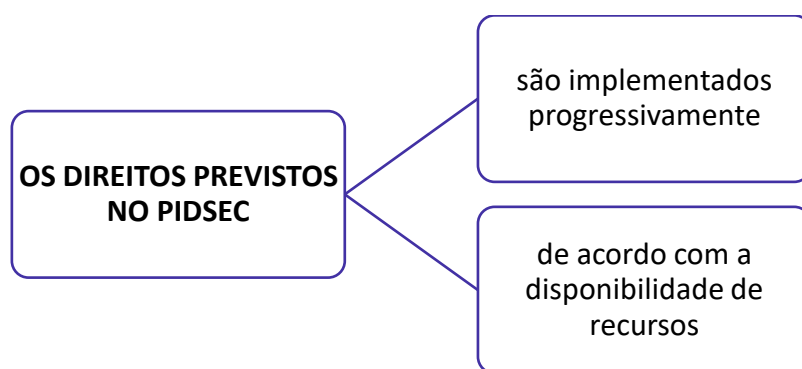 OS DIREITOS PREVISTOS
NO PIDSEC
são implementados
progressivamente
de acordo com a
disponibilidade de
recursos